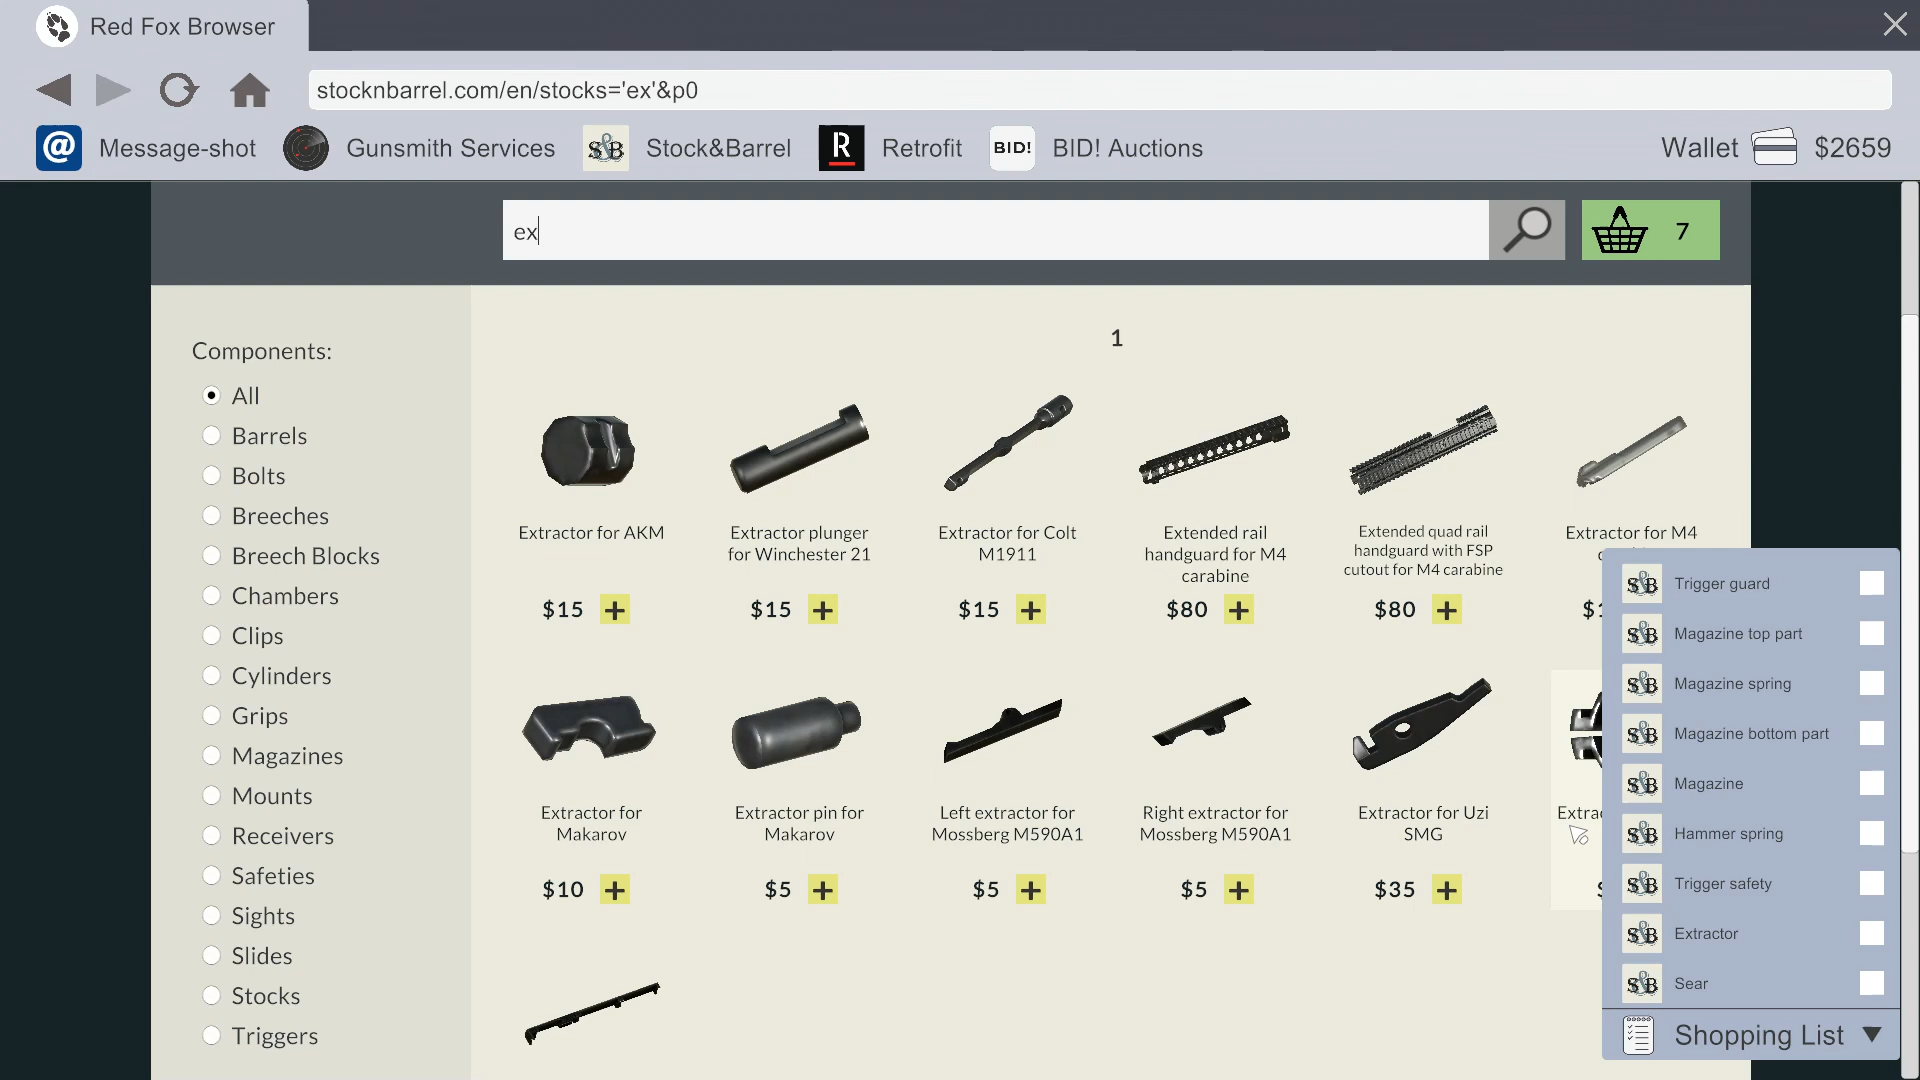 Red Fox Browser
stocknbarrel.com/en/stocks='ex'&p0
@ Message-shot Gunsmith Services S&B Stock&Barrel R Retrofit BID! BID! Auctions Wallet $2659
ex 7
Components:
All
Barrels
Bolts
Breeches
Breech Blocks
Chambers
Clips
Cylinders
Grips
Magazines
Mounts
Receivers
Safeties
Sights
Slides
Stocks
Triggers
1
Extractor for AKM
$15 +
Extractor plunger
for Winchester 21
$15 +
Extractor for Colt
M1911
$15 +
Extended rail
handguard for M4
carabine
$80 +
Extended quad rail
handguard with FSP
cutout for M4 carabine
$80 +
Extractor for M4
Extractor for
Makarov
$10 +
Extractor pin for
Makarov
$5 +
Left extractor for
Mossberg M590A1
$5 +
Right extractor for
Mossberg M590A1
$5 +
Extractor for Uzi
SMG
$35 +
Extrac
S&B Trigger guard
S&B Magazine top part
S&B Magazine spring
S&B Magazine bottom part
S&B Magazine
S&B Hammer spring
S&B Trigger safety
S&B Extractor
S&B Sear
Shopping List